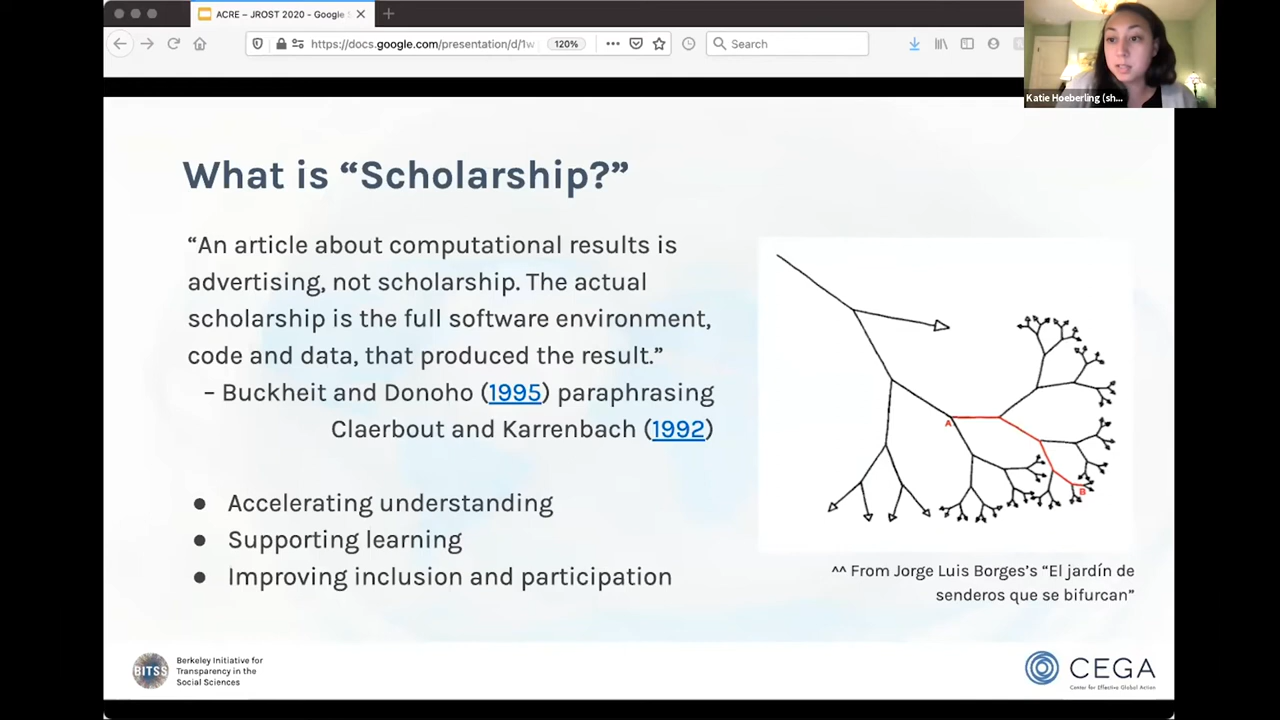 ACRE – JROST 2020 - Google
https://docs.google.com/presentation/d/1w
120%
Search
Katie Hoeberling (sh...
What is “Scholarship?”
“An article about computational results is
advertising, not scholarship. The actual
scholarship is the full software environment,
code and data, that produced the result.”
– Buckheit and Donoho (1995) paraphrasing
Claerbout and Karrenbach (1992)
● Accelerating understanding
● Supporting learning
● Improving inclusion and participation
A
B
^^ From Jorge Luis Borges’s “El jardín de
senderos que se bifurcan”
BITSS
Berkeley Initiative for
Transparency in the
Social Sciences
CEGA
Center for Effective Global Action